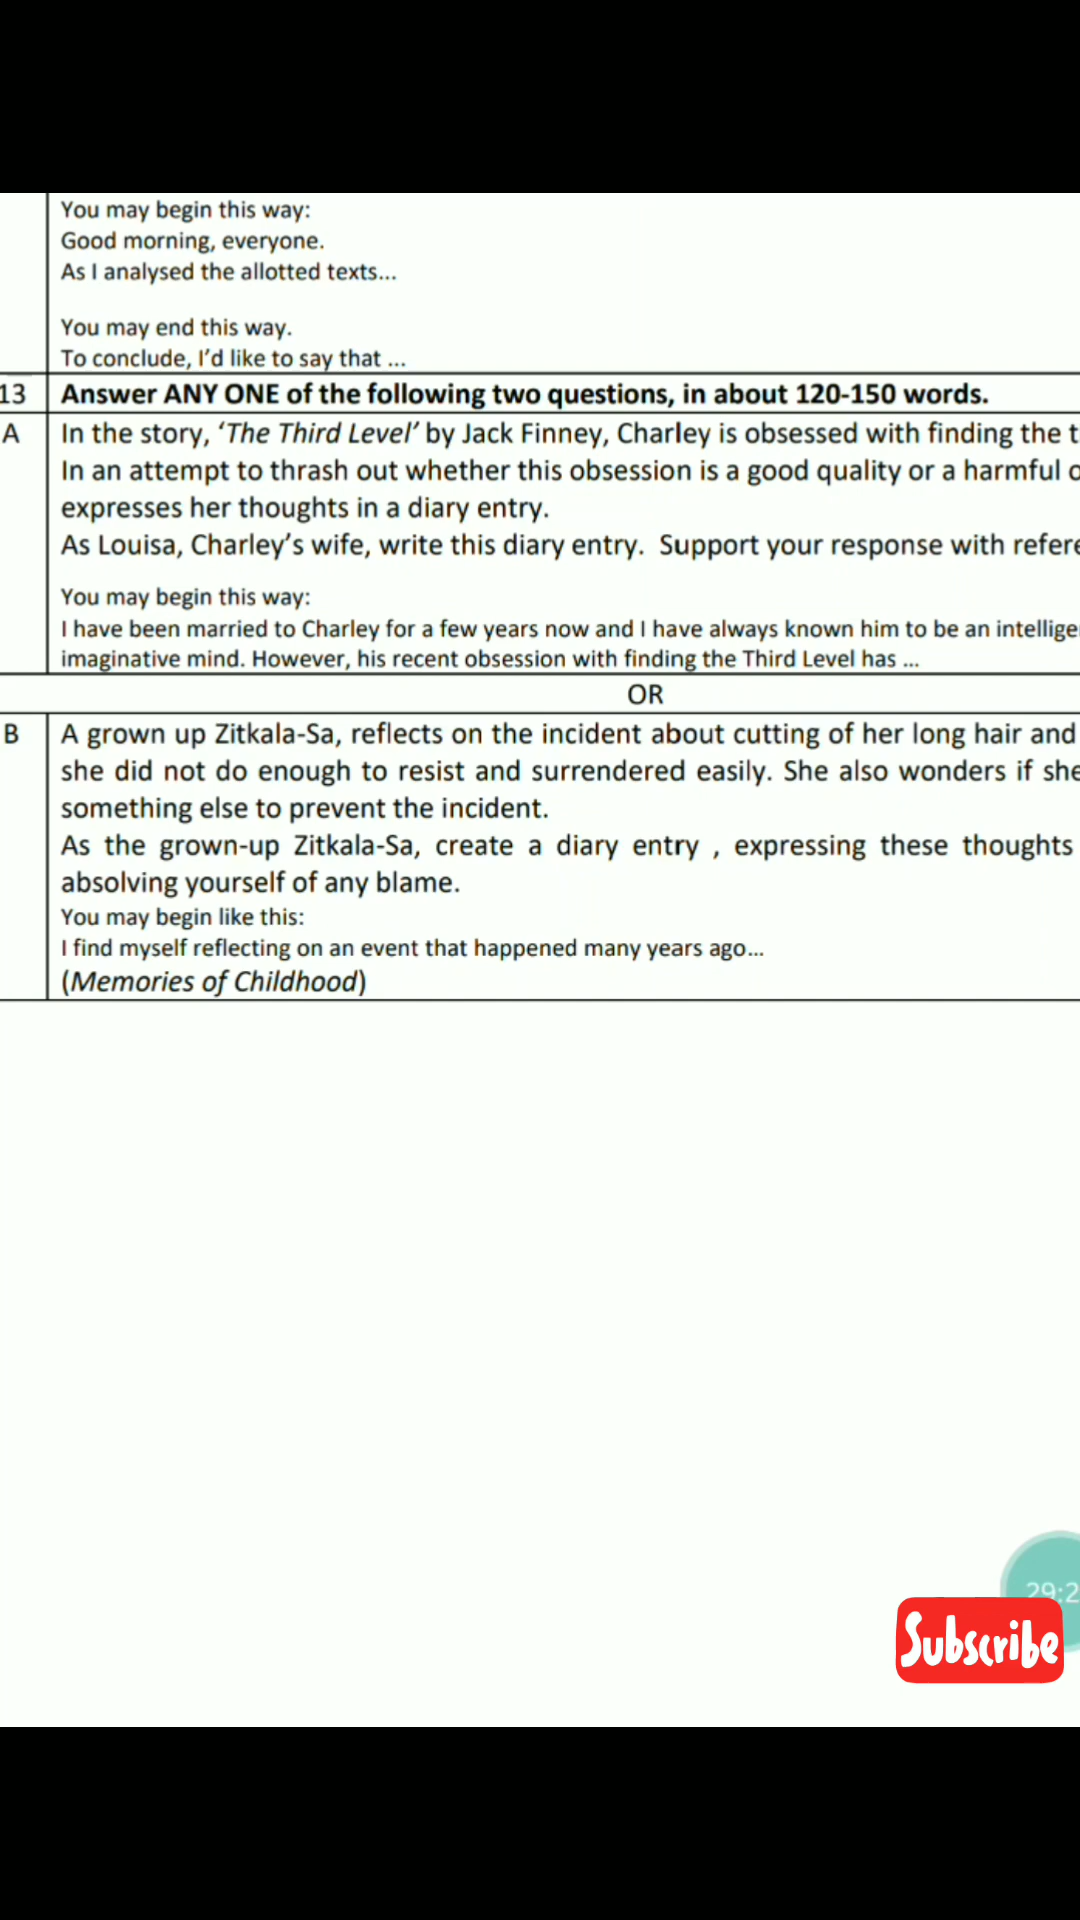 You may begin this way:
Good morning, everyone.
As I analysed the allotted texts...
You may end this way.
To conclude, I'd like to say that ...
13 Answer ANY ONE of the following two questions, in about 120-150 words.
A In the story, 'The Third Level' by Jack Finney, Charley is obsessed with finding the t
In an attempt to thrash out whether this obsession is a good quality or a harmful o
expresses her thoughts in a diary entry.
As Louisa, Charley's wife, write this diary entry. Support your response with refere
You may begin this way:
I have been married to Charley for a few years now and I have always known him to be an intellige
imaginative mind. However, his recent obsession with finding the Third Level has ...
OR
B A grown up Zitkala-Sa, reflects on the incident about cutting of her long hair and
she did not do enough to resist and surrendered easily. She also wonders if she
something else to prevent the incident.
As the grown-up Zitkala-Sa, create a diary entry , expressing these thoughts
absolving yourself of any blame.
You may begin like this:
I find myself reflecting on an event that happened many years ago...
(Memories of Childhood)
29:2
Subscribe